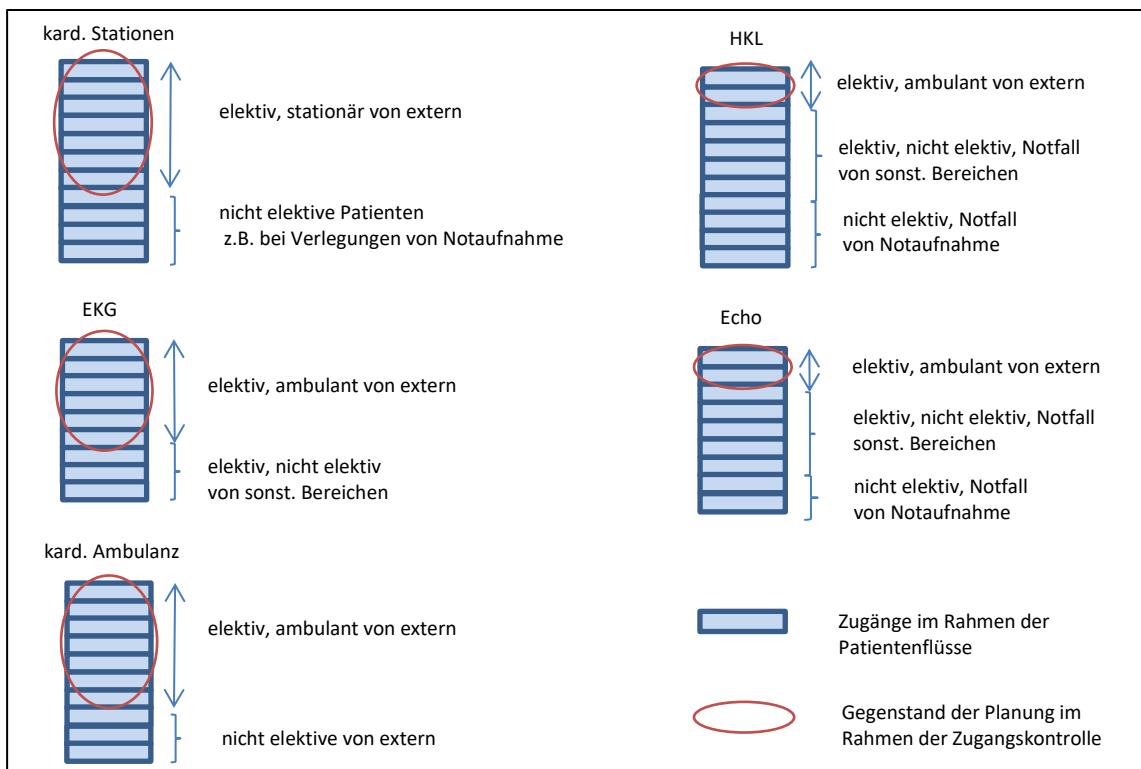 kard. Stationen
elektiv, stationär von extern
nicht elektive Patienten
z.B. bei Verlegungen von Notaufnahme
EKG
elektiv, ambulant von extern
elektiv, nicht elektiv
von sonst. Bereichen
kard. Ambulanz
elektiv, ambulant von extern
nicht elektive von extern
HKL
elektiv, ambulant von extern
elektiv, nicht elektiv, Notfall
von sonst. Bereichen
nicht elektiv, Notfall
von Notaufnahme
Echo
elektiv, ambulant von extern
elektiv, nicht elektiv, Notfall
sonst. Bereichen
nicht elektiv, Notfall
von Notaufnahme
Zugänge im Rahmen der
Patientenflüsse
Gegenstand der Planung im
Rahmen der Zugangskontrolle